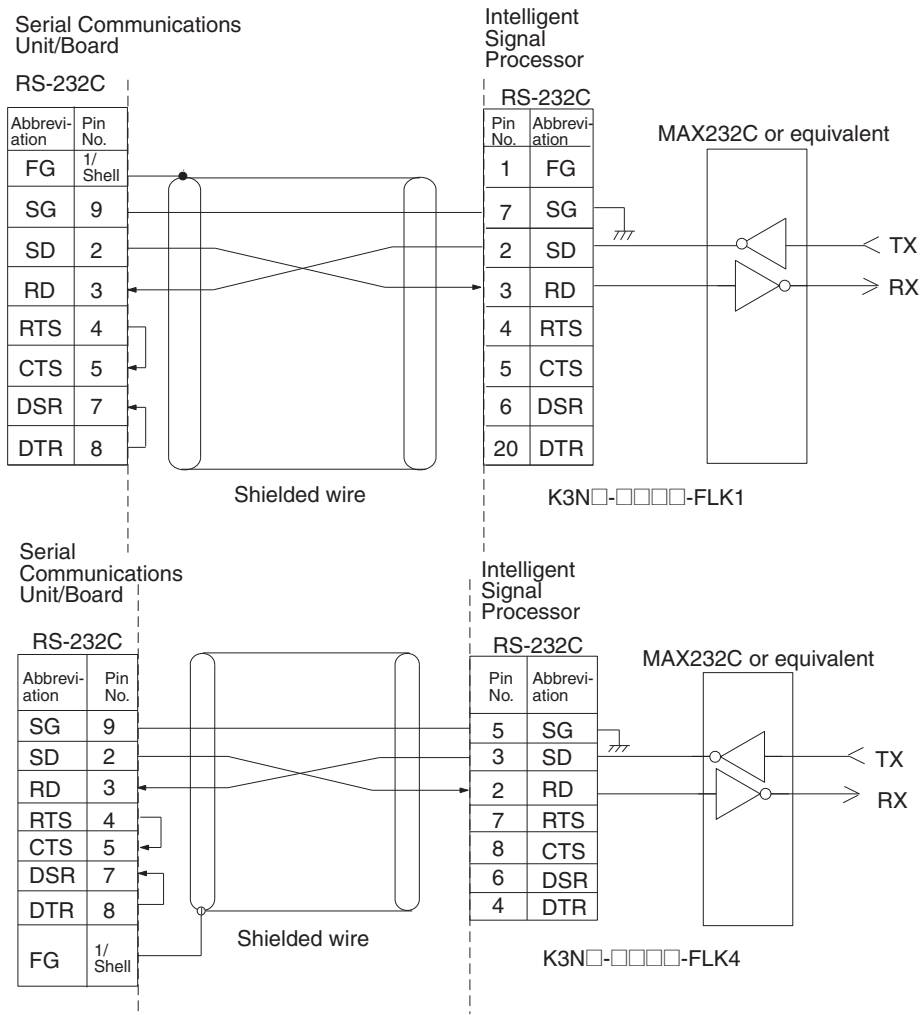 Serial Communications
Unit/Board
RS-232C
Abbrevi-
ation
Pin
No.
FG 1/
Shell
SG 9
SD 2
RD 3
RTS 4
CTS 5
DSR 7
DTR 8
Shielded wire
Intelligent
Signal
Processor
RS-232C
Pin
No.
Abbrevi-
ation
1 FG
7 SG
2 SD
3 RD
4 RTS
5 CTS
6 DSR
20 DTR
MAX232C or equivalent
TX
RX
K3N□-□□□□-FLK1
Serial
Communications
Unit/Board
RS-232C
Abbrevi-
ation
Pin
No.
SG 9
SD 2
RD 3
RTS 4
CTS 5
DSR 7
DTR 8
FG 1/
Shell
Shielded wire
Intelligent
Signal
Processor
RS-232C
Pin
No.
Abbrevi-
ation
5 SG
3 SD
2 RD
7 RTS
8 CTS
6 DSR
4 DTR
MAX232C or equivalent
TX
RX
K3N□-□□□□-FLK4